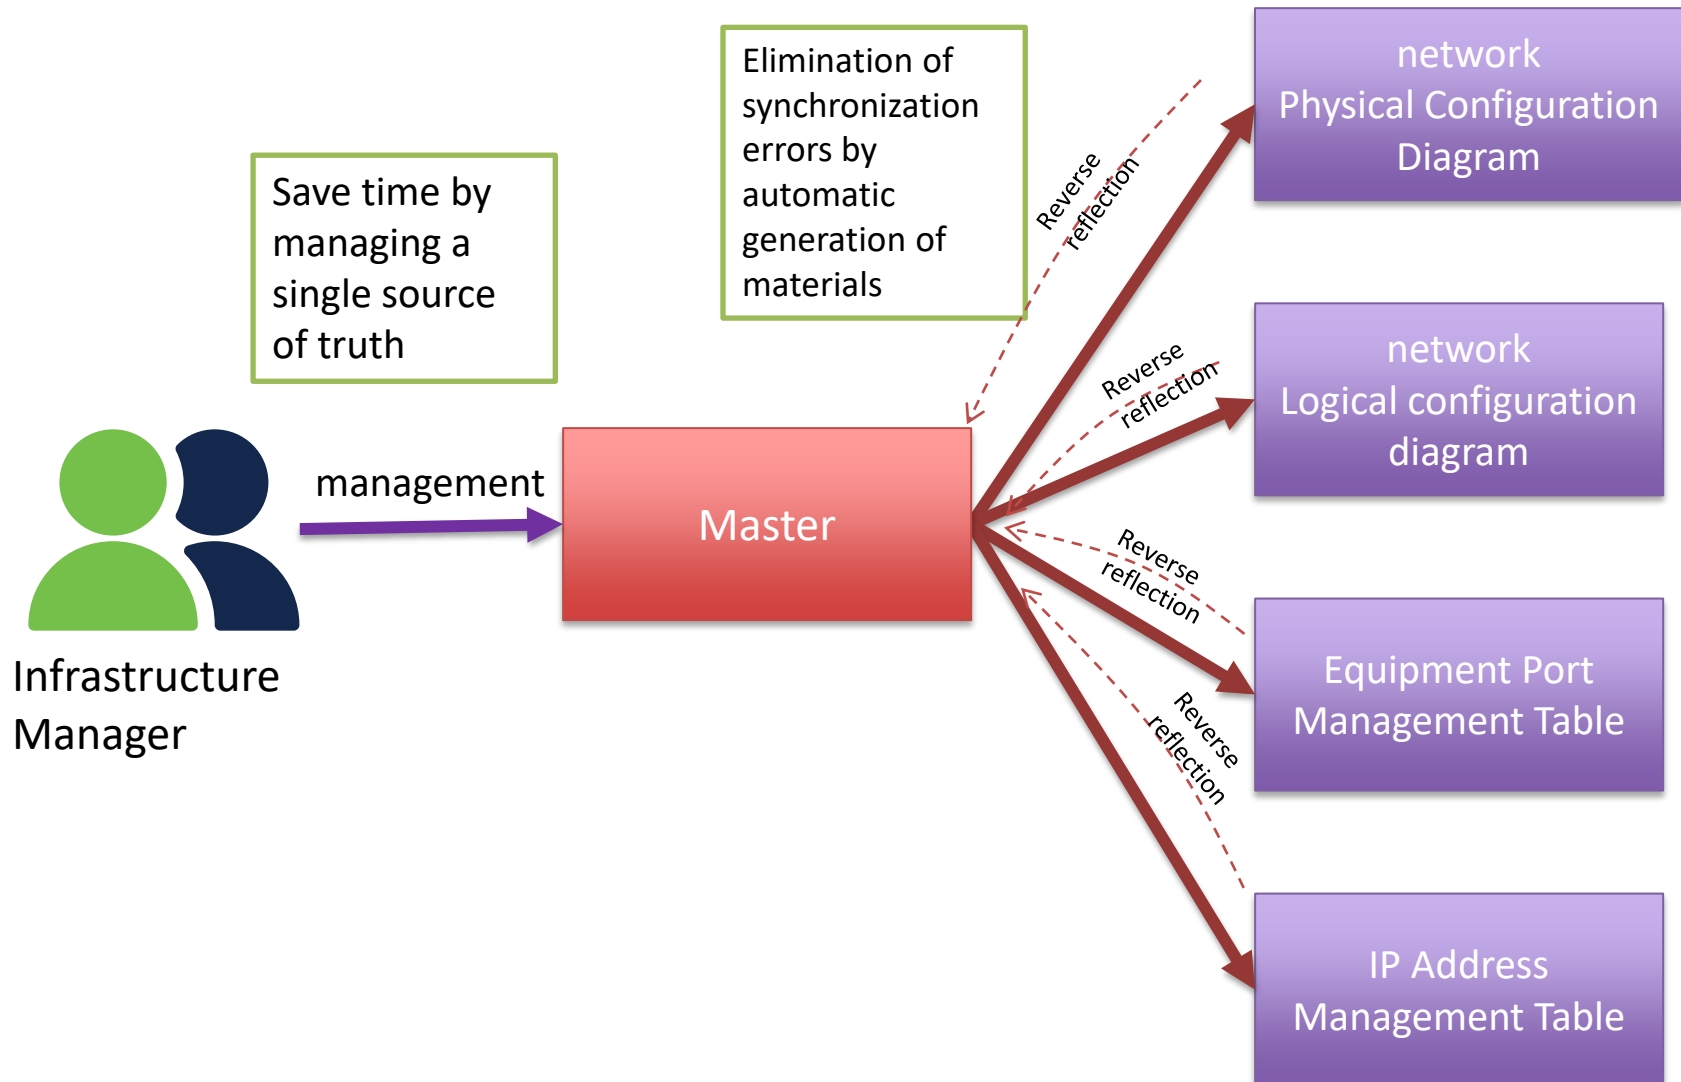 Save time by
managing a
single source
of truth
Elimination of
synchronization
errors by
automatic
generation of
materials
Infrastructure
Manager
management
Master
Reverse
reflection
Reverse
reflection
Reverse
reflection
Reverse
reflection
network
Physical Configuration
Diagram
network
Logical configuration
diagram
Equipment Port
Management Table
IP Address
Management Table